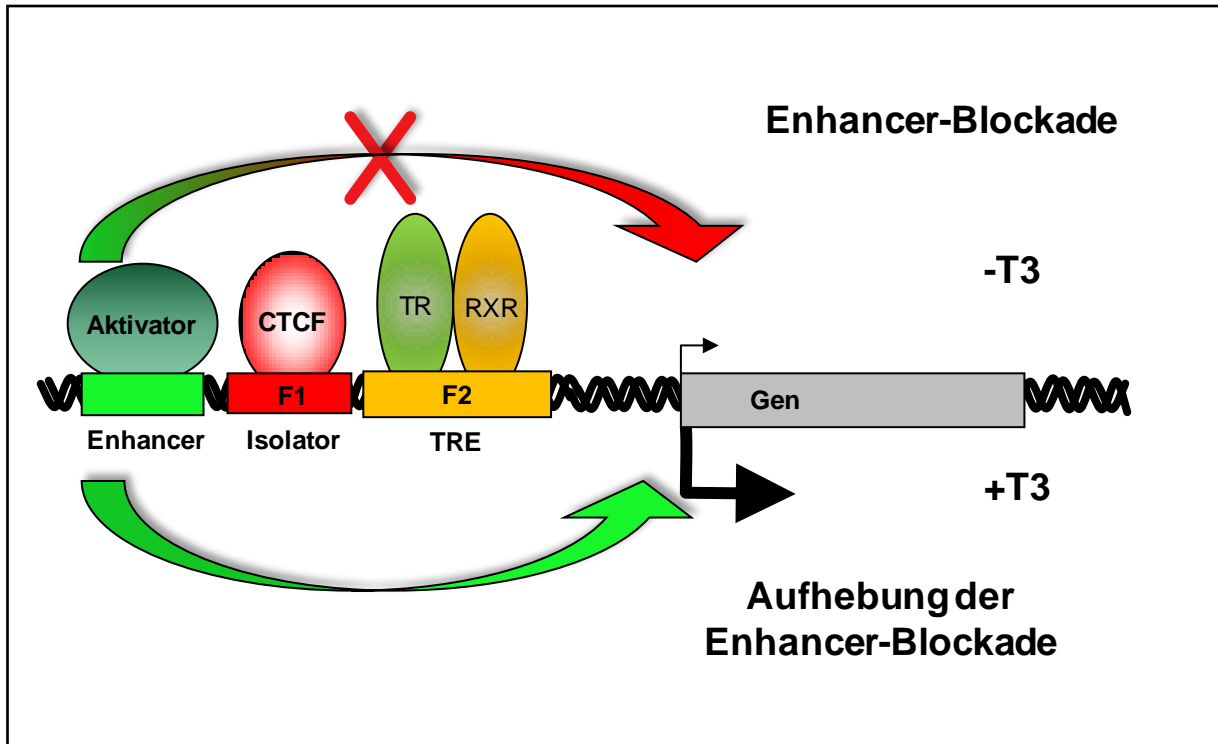 Enhancer-Blockade
-T3
TR RXR
Aktivator CTCF
F1 F2 Gen
Enhancer Isolator TRE
+T3
Aufhebung der
Enhancer-Blockade